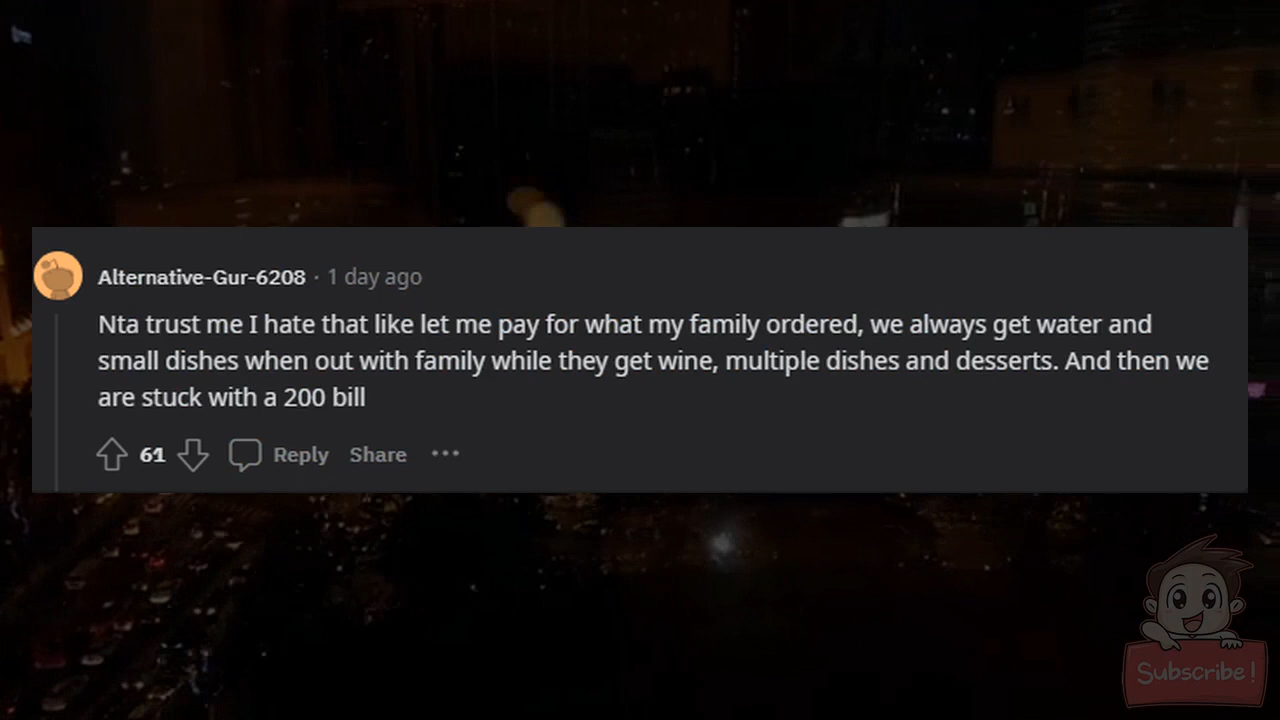 Alternative-Gur-6208 · 1 day ago
Nta trust me I hate that like let me pay for what my family ordered, we always get water and
small dishes when out with family while they get wine, multiple dishes and desserts. And then we
are stuck with a 200 bill
61 Reply Share ···
Subscribe!